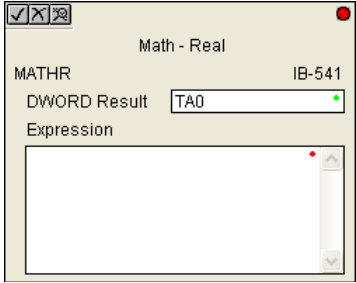 Math - Real
MATHR IB-541
DWORD Result TA0
Expression